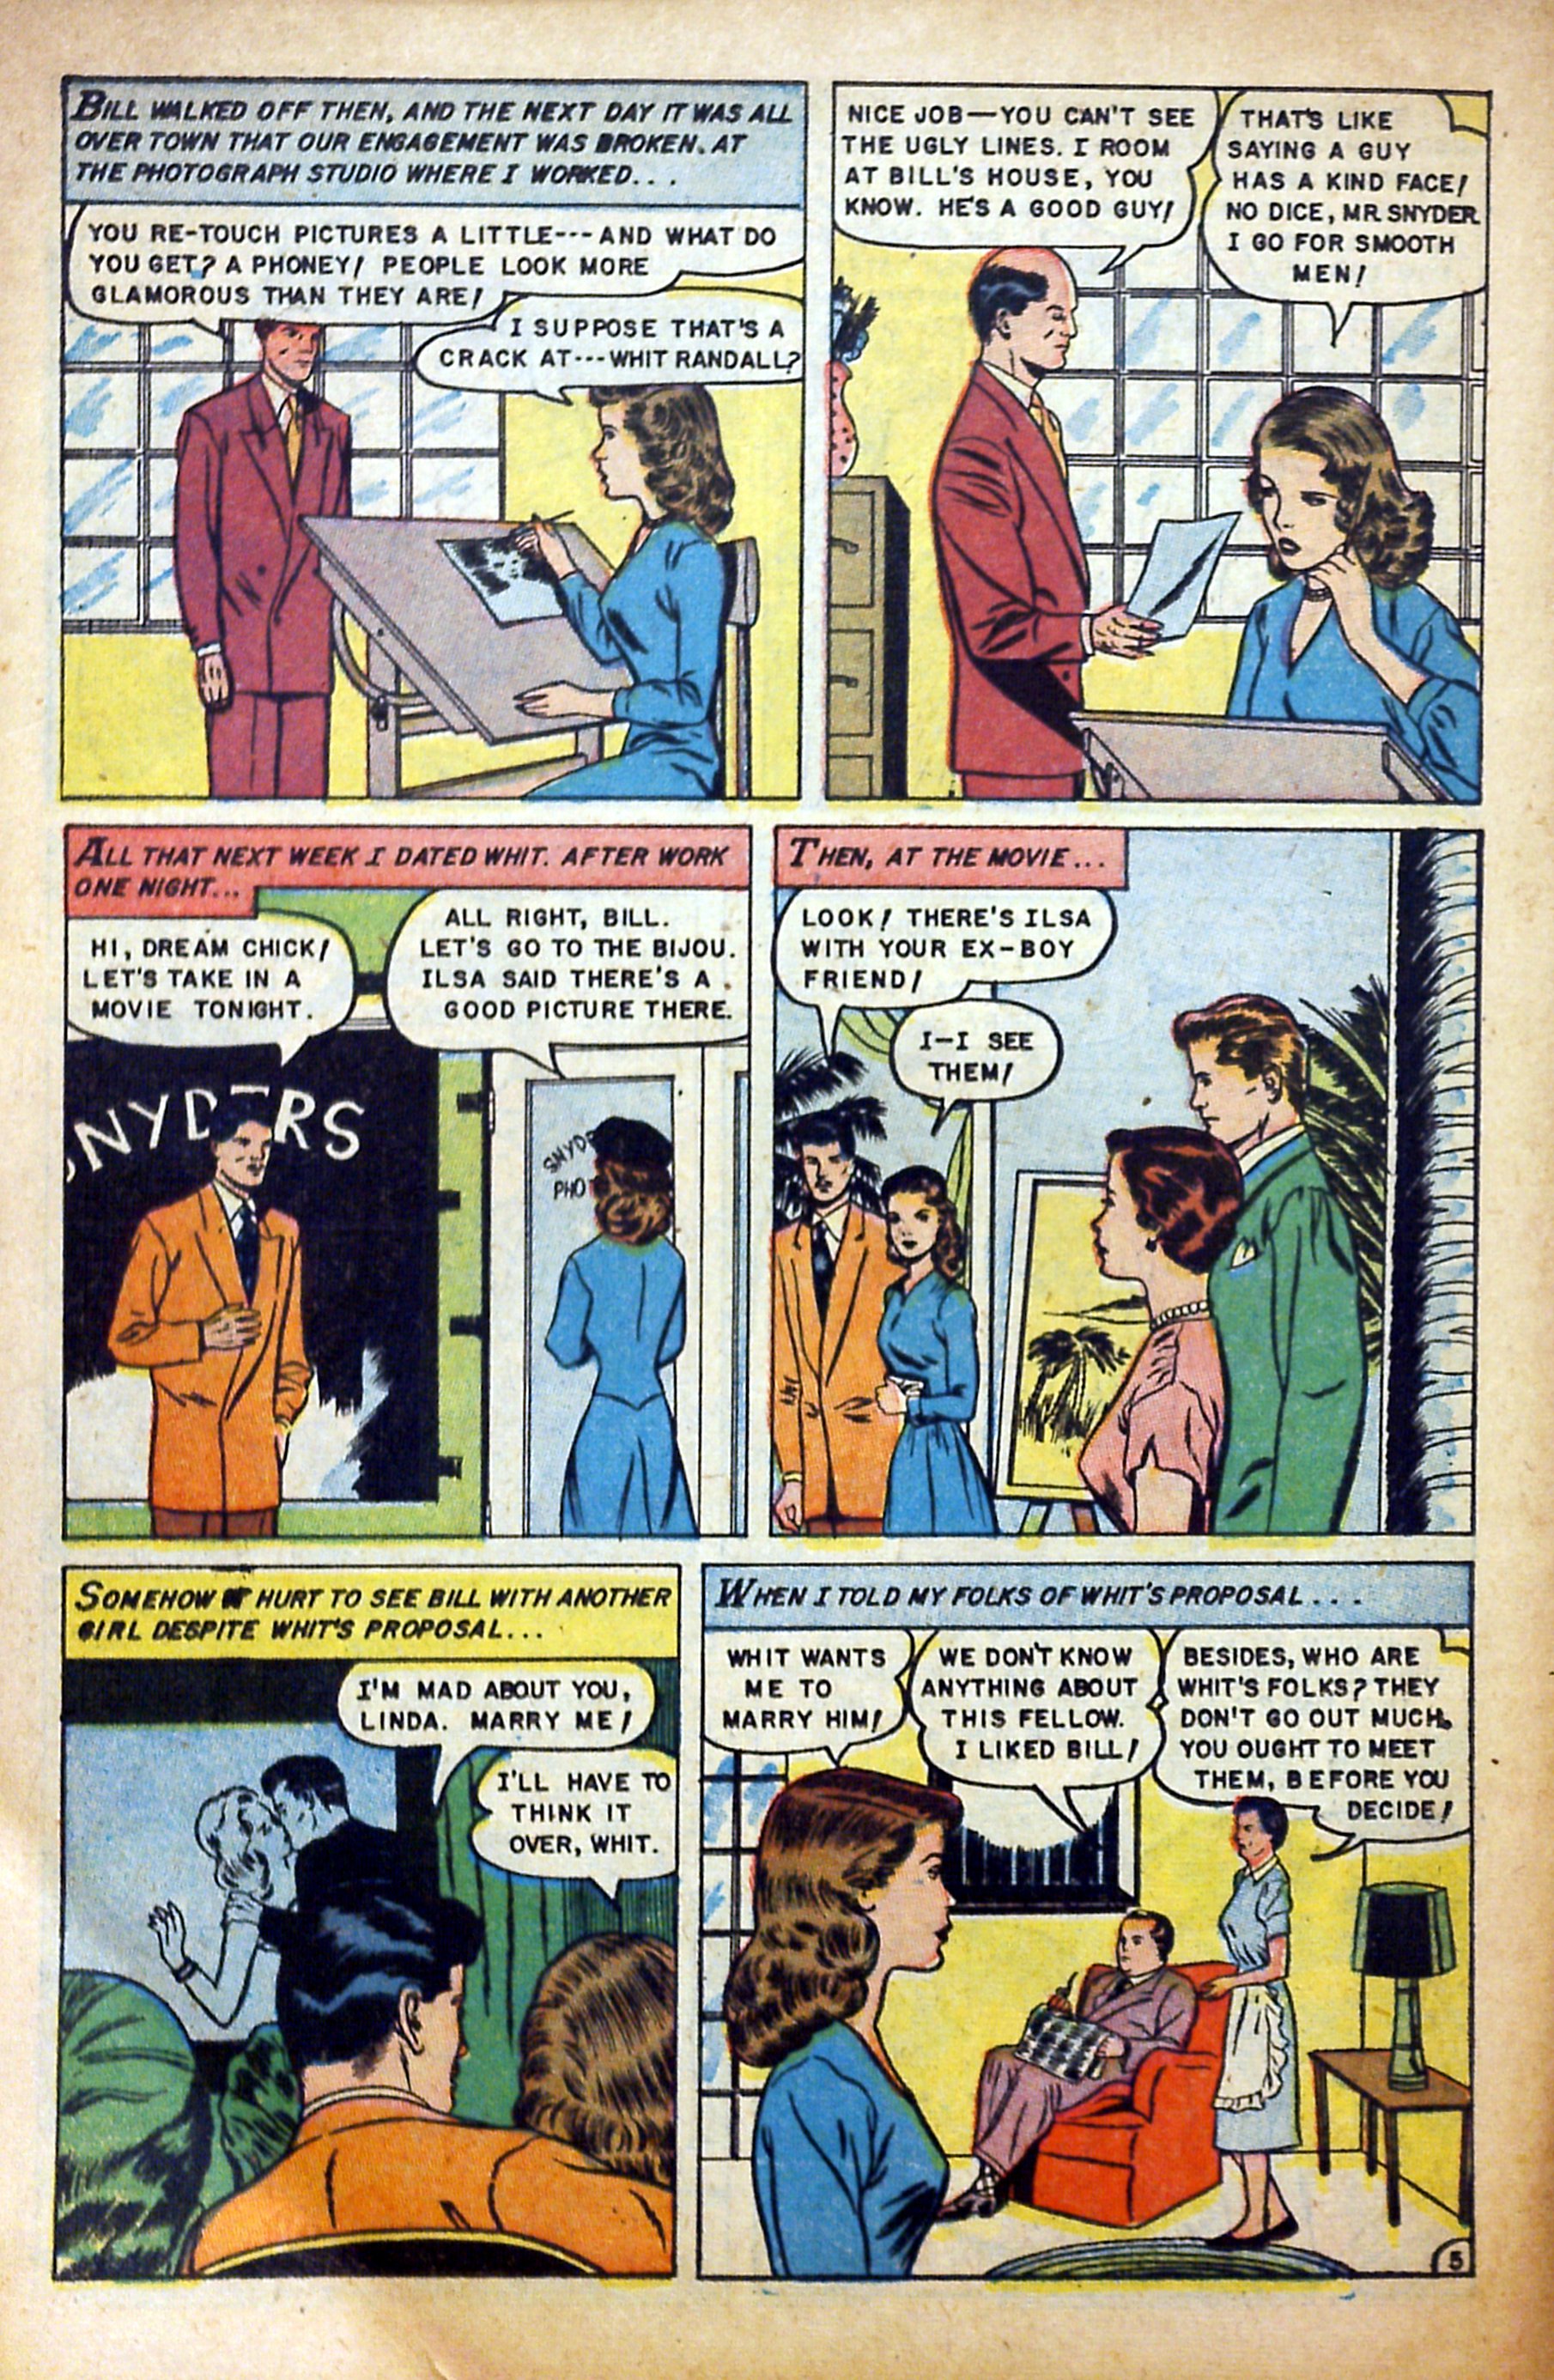 BILL WALKED OFF THEN, AND THE NEXT DAY IT WAS ALL
OVER TOWN THAT OUR ENGAGEMENT WAS BROKEN. AT
THE PHOTOGRAPH STUDIO WHERE I WORKED...
YOU RE-TOUCH PICTURES A LITTLE---AND WHAT DO
YOU GET? A PHONEY! PEOPLE LOOK MORE
GLAMOROUS THAN THEY ARE!
I SUPPOSE THAT'S A
CRACK AT---WHIT RANDALL?
NICE JOB—YOU CAN'T SEE
THE UGLY LINES. I ROOM
AT BILL'S HOUSE, YOU
KNOW. HE'S A GOOD GUY!
THAT'S LIKE
SAYING A GUY
HAS A KIND FACE!
NO DICE, MR. SNYDER.
I GO FOR SMOOTH
MEN!
ALL THAT NEXT WEEK I DATED WHIT. AFTER WORK
ONE NIGHT...
HI, DREAM CHICK!
LET'S TAKE IN A
MOVIE TONIGHT.
ALL RIGHT, BILL.
LET'S GO TO THE BIJOU.
ILSA SAID THERE'S A
GOOD PICTURE THERE.
SNYDERS
SNYDE
PHO
THEN, AT THE MOVIE...
LOOK! THERE'S ILSA
WITH YOUR EX-BOY
FRIEND!
I—I SEE
THEM!
SOMEHOW IT HURT TO SEE BILL WITH ANOTHER
GIRL DESPITE WHIT'S PROPOSAL...
I'M MAD ABOUT YOU,
LINDA. MARRY ME!
I'LL HAVE TO
THINK IT
OVER, WHIT.
WHEN I TOLD MY FOLKS OF WHIT'S PROPOSAL...
WHIT WANTS
ME TO
MARRY HIM!
WE DON'T KNOW
ANYTHING ABOUT
THIS FELLOW.
I LIKED BILL!
BESIDES, WHO ARE
WHIT'S FOLKS? THEY
DON'T GO OUT MUCH.
YOU OUGHT TO MEET
THEM, BEFORE YOU
DECIDE!
5